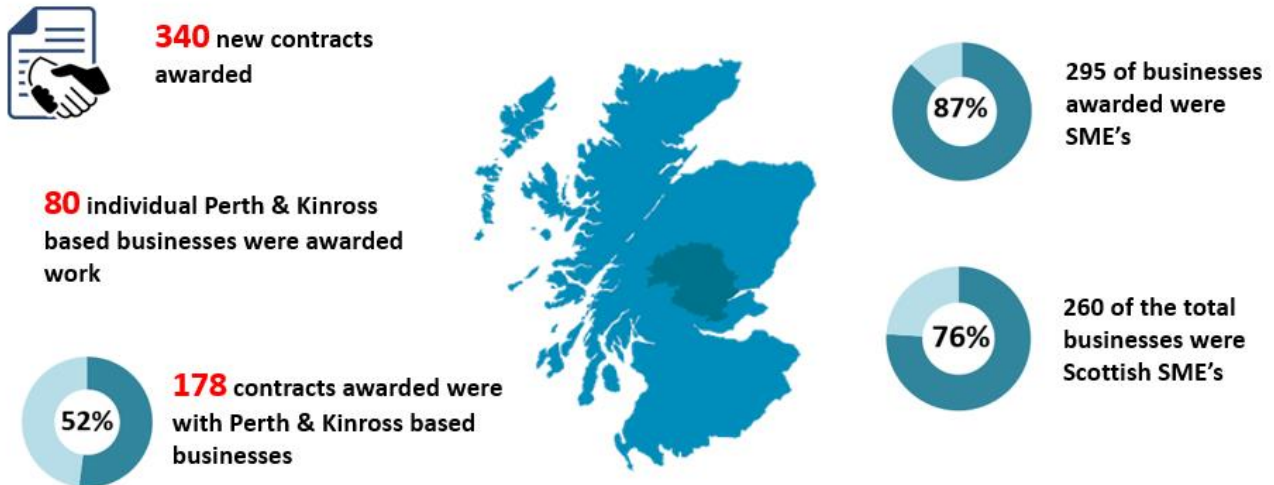 340 new contracts
awarded
80 individual Perth & Kinross
based businesses were awarded
work
52%
178 contracts awarded were
with Perth & Kinross based
businesses
87%
295 of businesses
awarded were
SME's
76%
260 of the total
businesses were
Scottish SME's